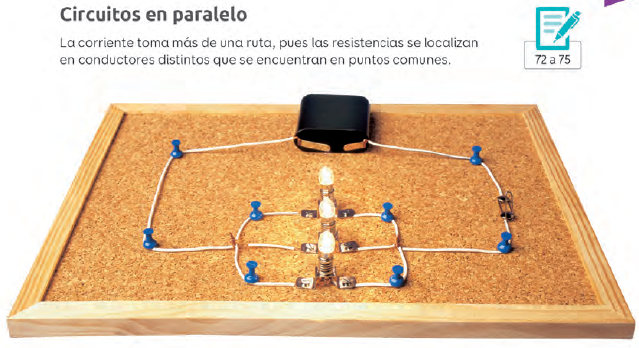 Circuitos en paralelo
La corriente toma más de una ruta, pues las resistencias se localizan
en conductores distintos que se encuentran en puntos comunes.
72 a 75